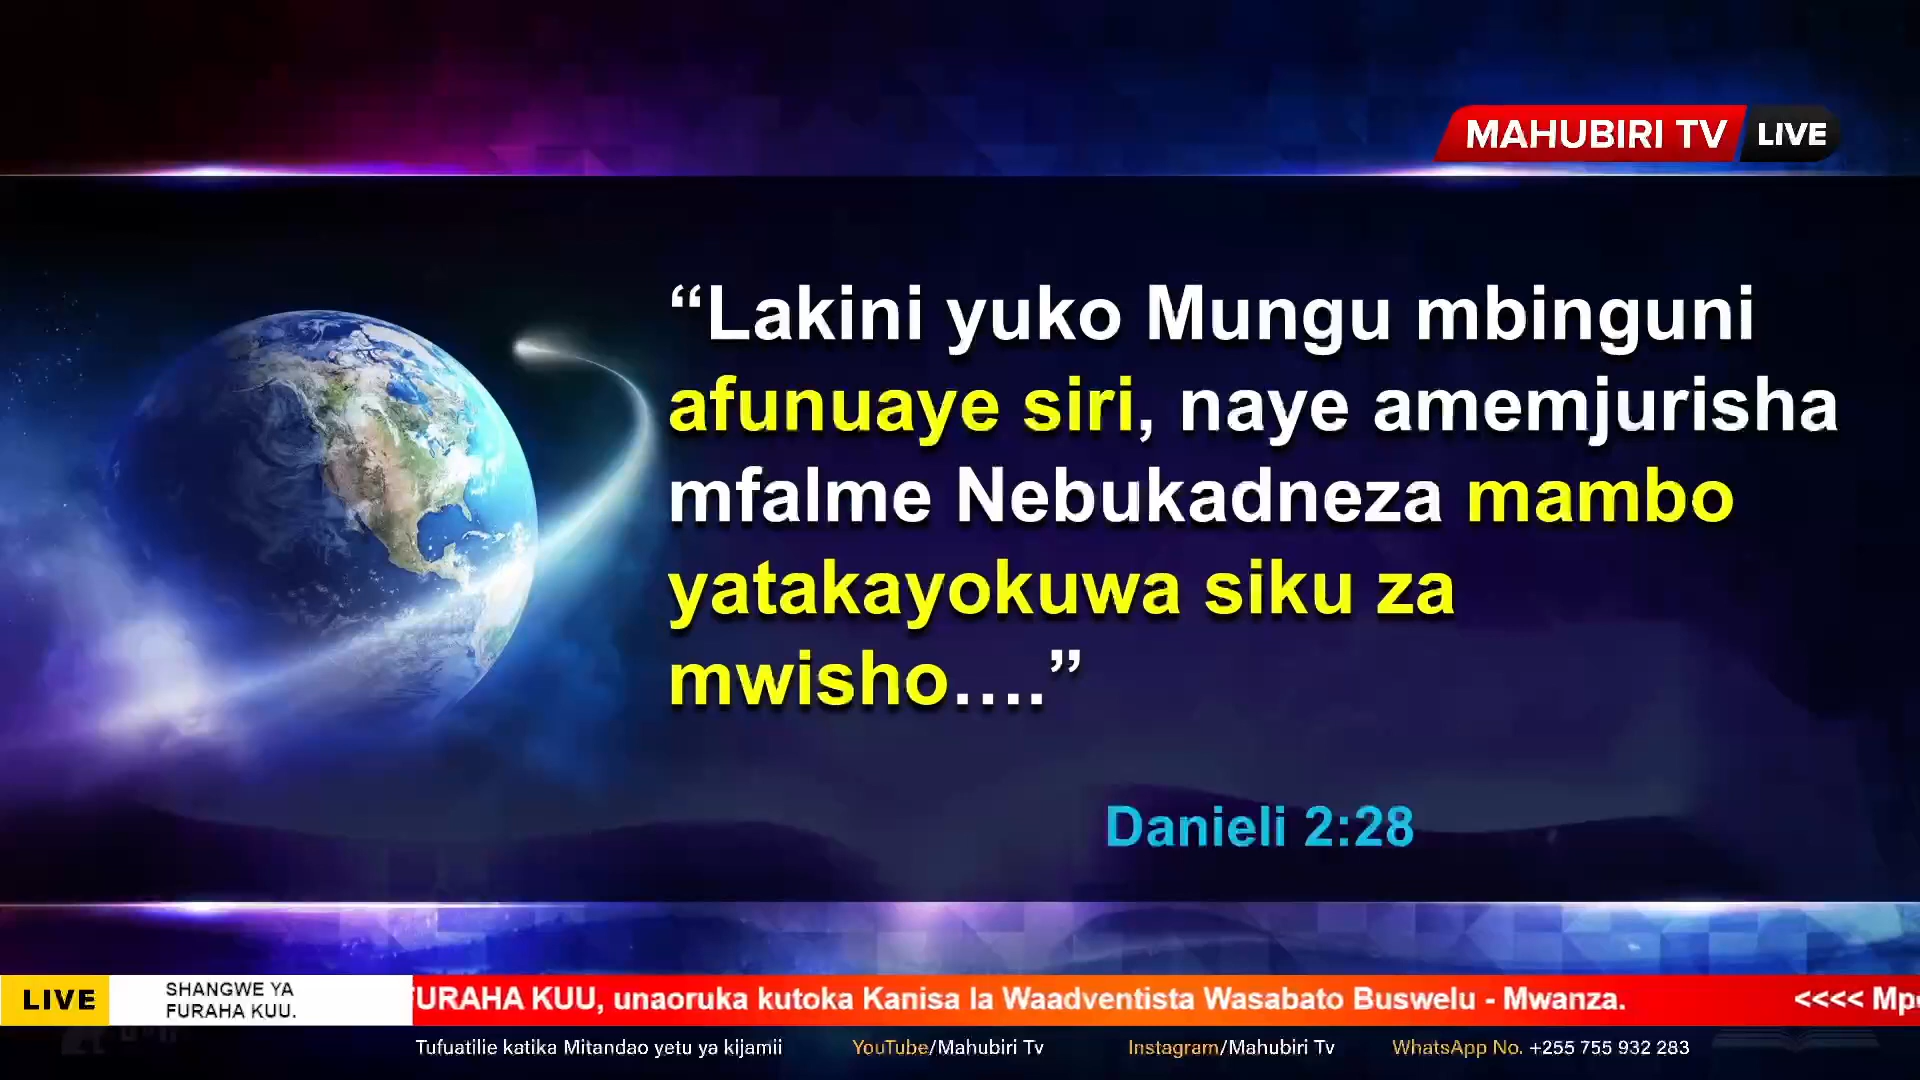 MAHUBIRI TV LIVE
“Lakini yuko Mungu mbinguni
afunuaye siri, naye amemjurisha
mfalme Nebukadneza mambo
yatakayokuwa siku za
mwisho….”
Danieli 2:28
LIVE
SHANGWE YA
FURAHA KUU.
FURAHA KUU, unaoruka kutoka Kanisa la Waadventista Wasabato Buswelu - Mwanza. <<<<
Tufuatilie katika Mitandao yetu ya kijamii YouTube/Mahubiri Tv Instagram/Mahubiri Tv WhatsApp No. +255 755 932 283